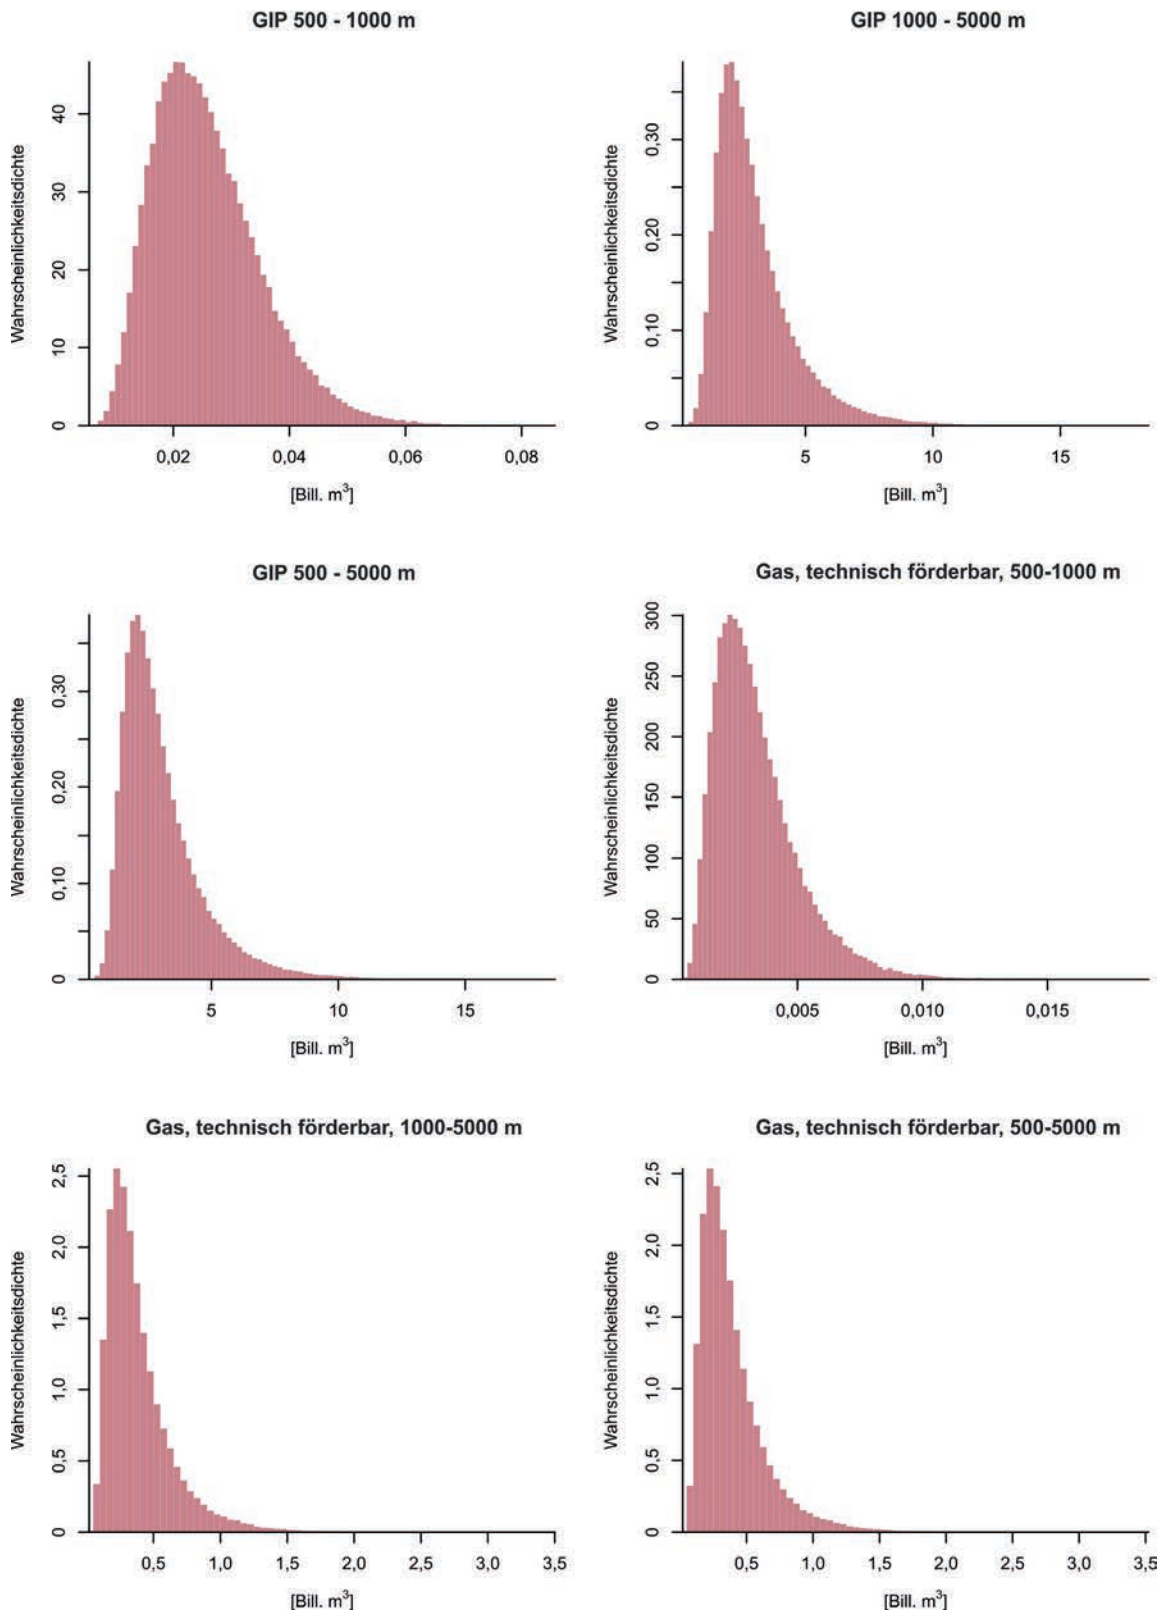 GIP 500 - 1000 m
Wahrscheinlichkeitsdichte
40
30
20
10
0
0,02 0,04 0,06 0,08
[Bill. m³]
GIP 1000 - 5000 m
Wahrscheinlichkeitsdichte
0,30
0,20
0,10
0
5 10 15
[Bill. m³]
GIP 500 - 5000 m
Wahrscheinlichkeitsdichte
0,30
0,20
0,10
0
5 10 15
[Bill. m³]
Gas, technisch förderbar, 500-1000 m
Wahrscheinlichkeitsdichte
300
250
200
150
100
50
0
0,005 0,010 0,015
[Bill. m³]
Gas, technisch förderbar, 1000-5000 m
Wahrscheinlichkeitsdichte
2,5
2,0
1,5
1,0
0,5
0
0,5 1,0 1,5 2,0 2,5 3,0 3,5
[Bill. m³]
Gas, technisch förderbar, 500-5000 m
Wahrscheinlichkeitsdichte
2,5
2,0
1,5
1,0
0,5
0
0,5 1,0 1,5 2,0 2,5 3,0 3,5
[Bill. m³]